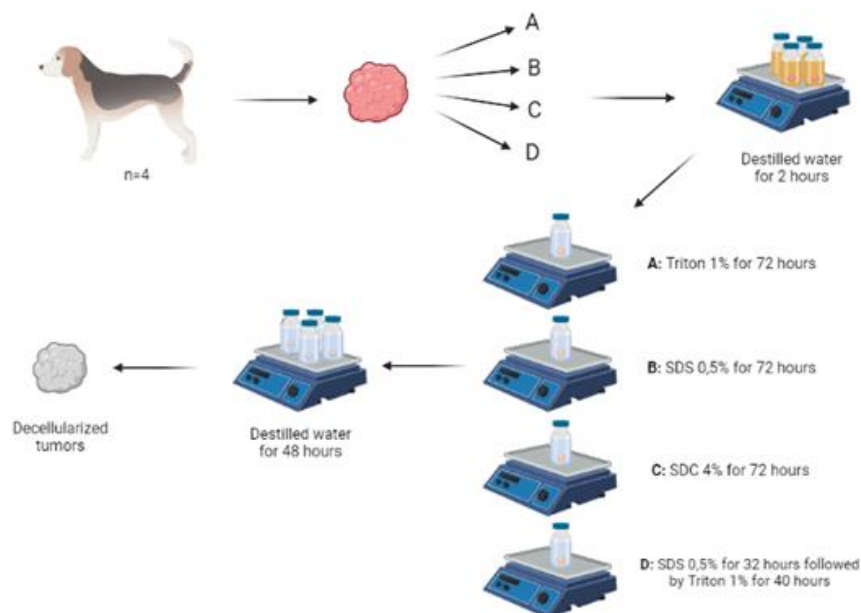 A
B
C
D
n=4
Destilled water
for 2 hours
A: Triton 1% for 72 hours
B: SDS 0,5% for 72 hours
Decellularized
tumors
Destilled water
for 48 hours
C: SDC 4% for 72 hours
D: SDS 0,5% for 32 hours followed
by Triton 1% for 40 hours